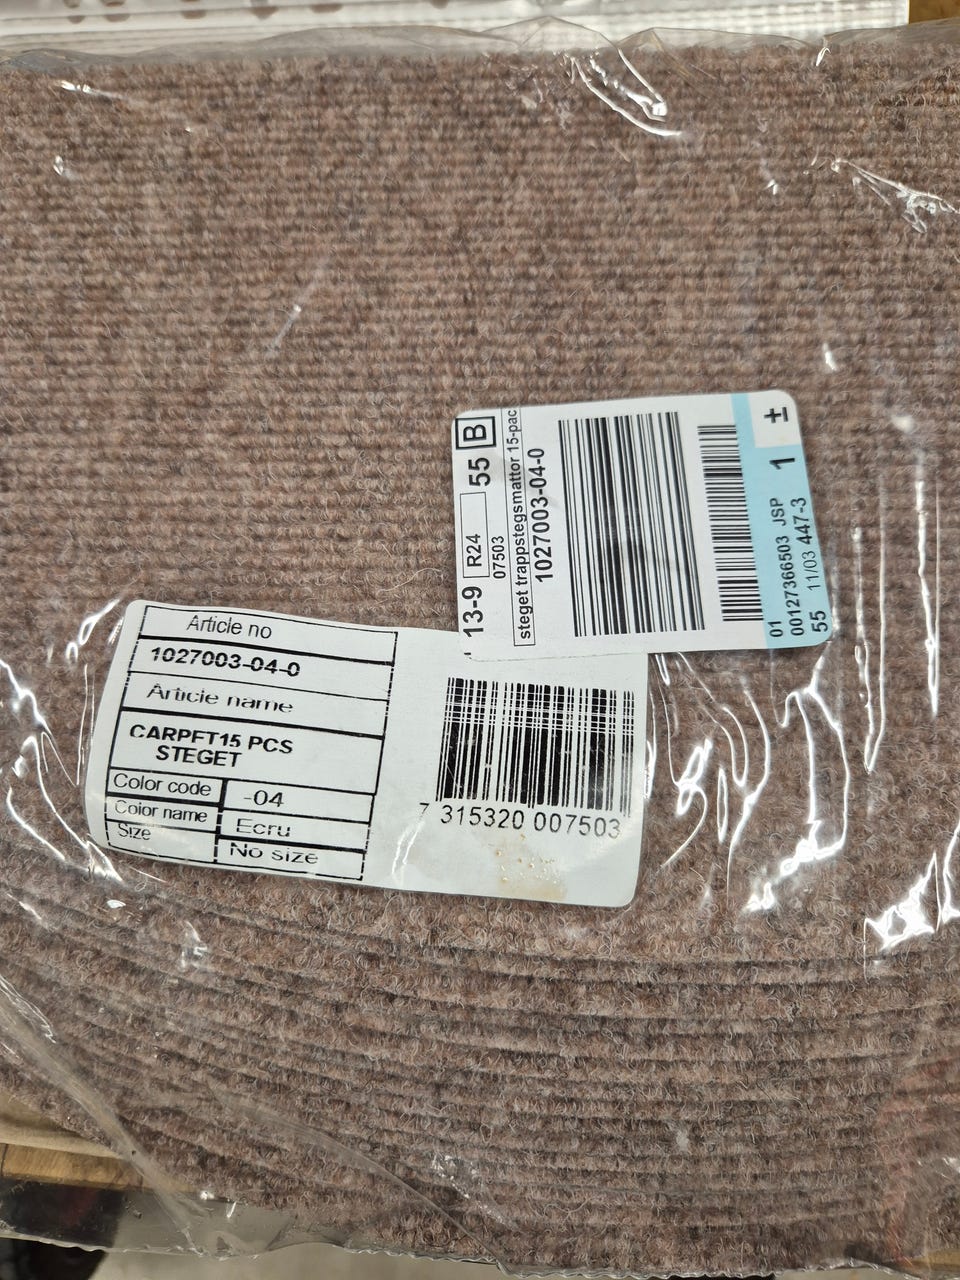 13-9 R24 55 B
07503
steget trappstegsmattor 15-pac
1027003-04-0
01
00127366503 JSP 1 ±
55 11/03 447-3
Article no
1027003-04-0
Article name
CARPET15 PCS
STEGET
Color code -04
Color name Ecru
Size No size
7 315320 007503